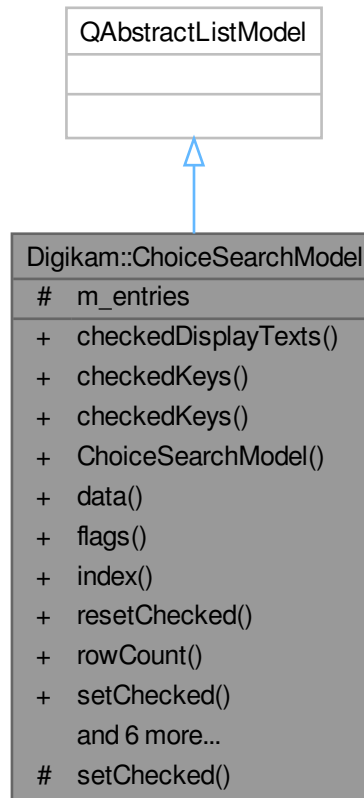 QAbstractListModel
Digikam::ChoiceSearchModel
# m_entries
+ checkedDisplayTexts()
+ checkedKeys()
+ checkedKeys()
+ ChoiceSearchModel()
+ data()
+ flags()
+ index()
+ resetChecked()
+ rowCount()
+ setChecked()
and 6 more...
# setChecked()